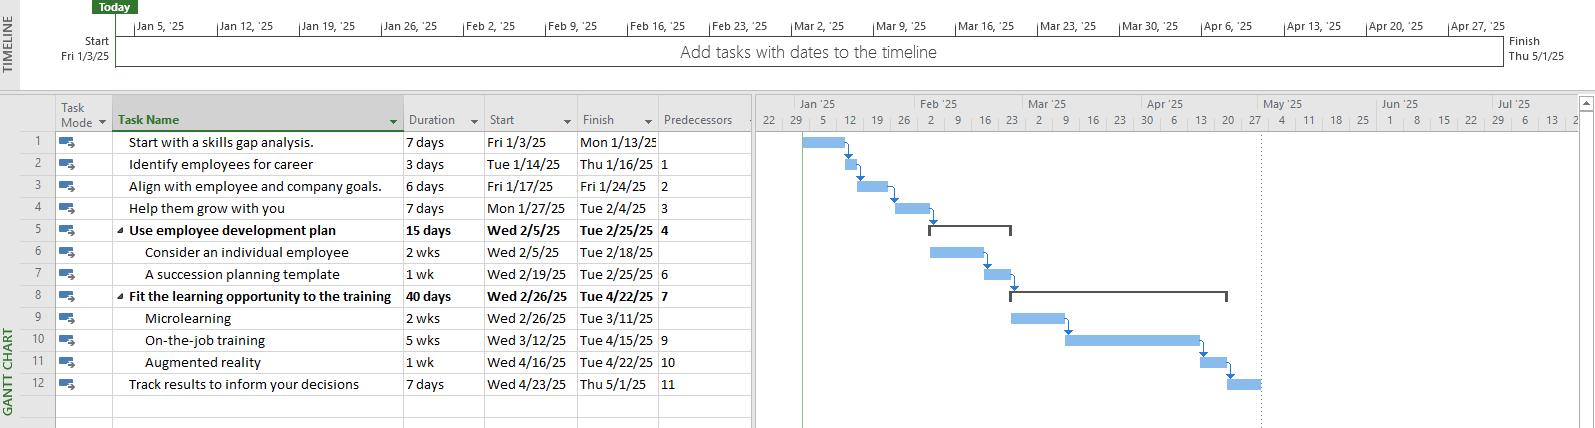 Today
Jan 5, '25 Jan 12, '25 Jan 19, '25 Jan 26, '25 Feb 2, '25 Feb 9, '25 Feb 16, '25 Feb 23, '25 Mar 2, '25 Mar 9, '25 Mar 16, '25 Mar 23, '25 Mar 30, '25 Apr 6, '25 Apr 13, '25 Apr 20, '25 Apr 27, '25
TIMELINE
Start
Fri 1/3/25
Add tasks with dates to the timeline
Finish
Thu 5/1/25
Task Mode Task Name Duration Start Finish Predecessors
Jan '25 Feb '25 Mar '25 Apr '25 May '25 Jun '25 Jul '25
22 29 5 12 19 26 2 9 16 23 2 9 16 23 30 6 13 20 27 4 11 18 25 1 8 15 22 29 6 13 2
1 Start with a skills gap analysis. 7 days Fri 1/3/25 Mon 1/13/25
2 Identify employees for career 3 days Tue 1/14/25 Thu 1/16/25 1
3 Align with employee and company goals. 6 days Fri 1/17/25 Fri 1/24/25 2
4 Help them grow with you 7 days Mon 1/27/25 Tue 2/4/25 3
5 Use employee development plan 15 days Wed 2/5/25 Tue 2/25/25 4
6 Consider an individual employee 2 wks Wed 2/5/25 Tue 2/18/25
7 A succession planning template 1 wk Wed 2/19/25 Tue 2/25/25 6
8 Fit the learning opportunity to the training 40 days Wed 2/26/25 Tue 4/22/25 7
9 Microlearning 2 wks Wed 2/26/25 Tue 3/11/25
10 On-the-job training 5 wks Wed 3/12/25 Tue 4/15/25 9
11 Augmented reality 1 wk Wed 4/16/25 Tue 4/22/25 10
12 Track results to inform your decisions 7 days Wed 4/23/25 Thu 5/1/25 11
GANTT CHART